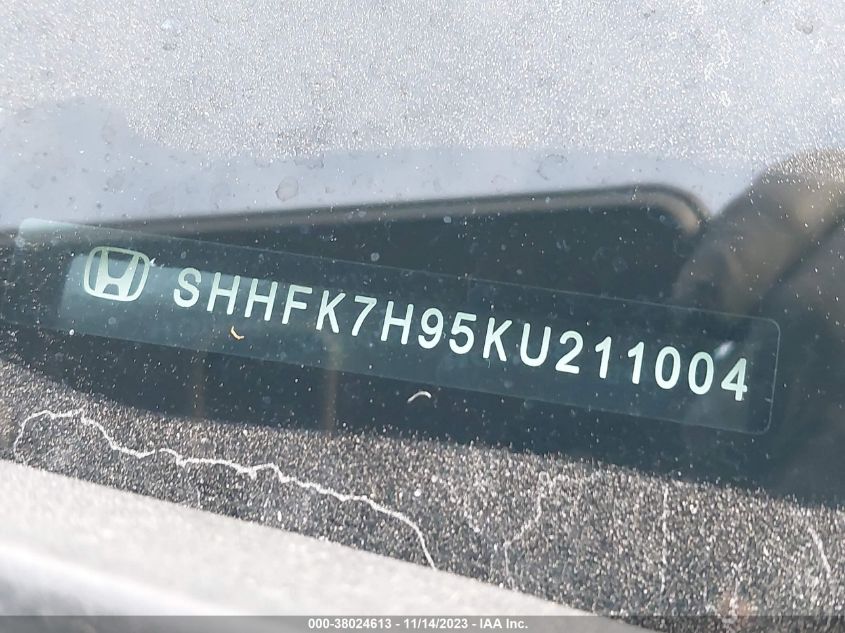 SHHFK7H95KU211004
000-38024613 - 11/14/2023 - IAA Inc.